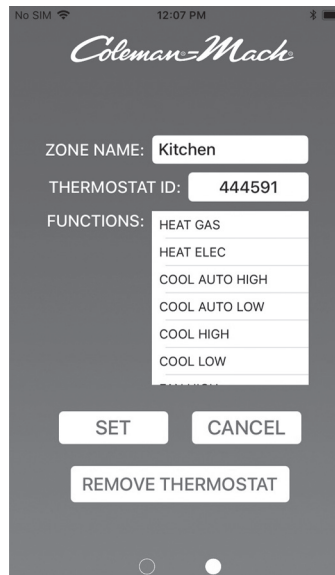 No SIM 12:07 PM
Coleman-Mach
ZONE NAME: Kitchen
THERMOSTAT ID: 444591
FUNCTIONS:
HEAT GAS
HEAT ELEC
COOL AUTO HIGH
COOL AUTO LOW
COOL HIGH
COOL LOW
SET CANCEL
REMOVE THERMOSTAT